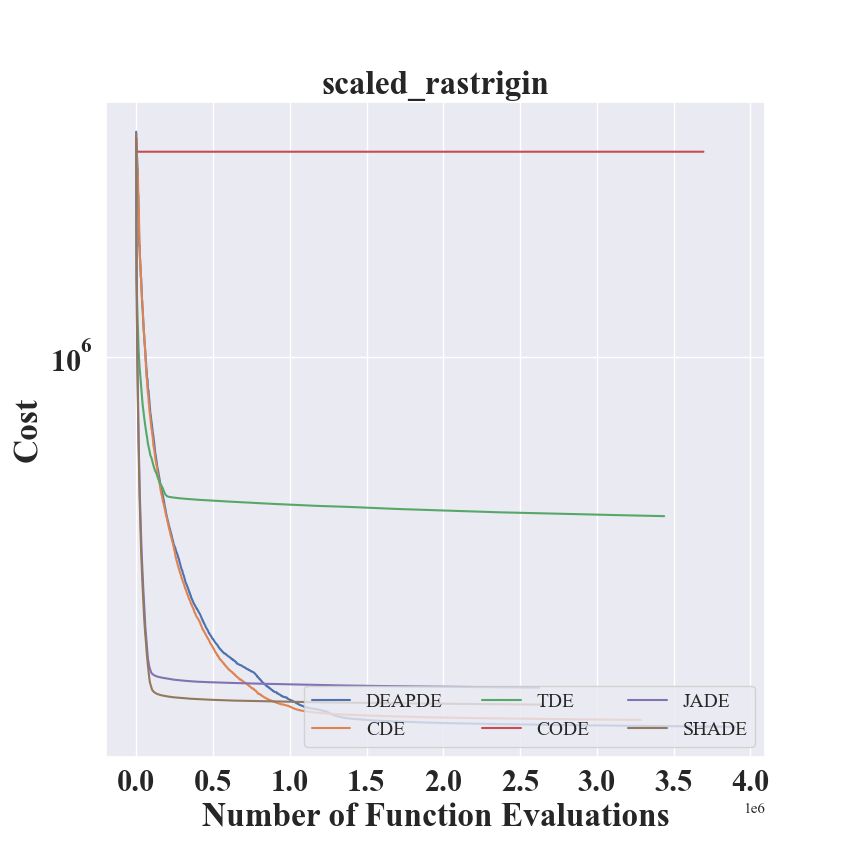 scaled_rastrigin
10^6
Cost
DEAPDE TDE JADE
CDE CODE SHADE
0.0 0.5 1.0 1.5 2.0 2.5 3.0 3.5 4.0
1e6
Number of Function Evaluations